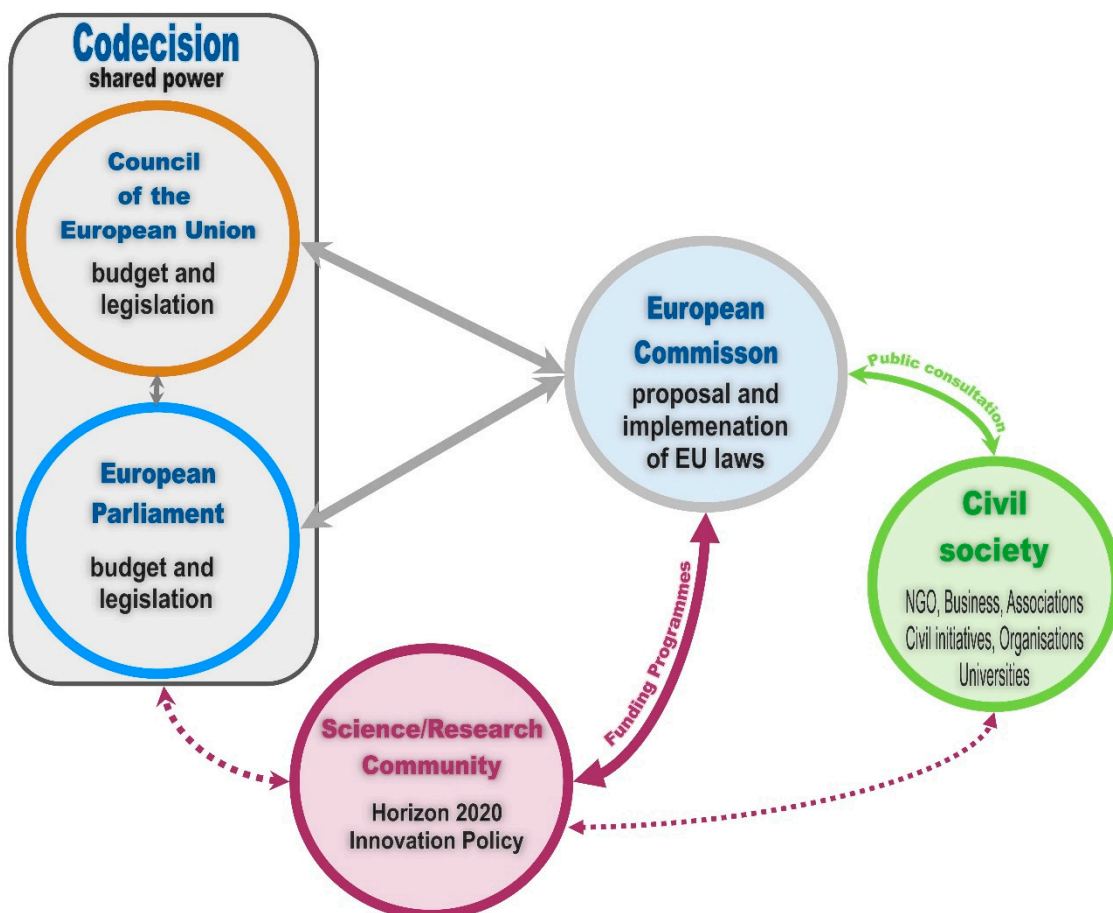 Codecision
shared power
Council
of the
European Union
budget and
legislation
European
Parliament
budget and
legislation
European
Commisson
proposal and
implemenation
of EU laws
Public consultation
Civil
society
NGO, Business, Associations
Civil initiatives, Organisations
Universities
Funding Programmes
Science/Research
Community
Horizon 2020
Innovation Policy